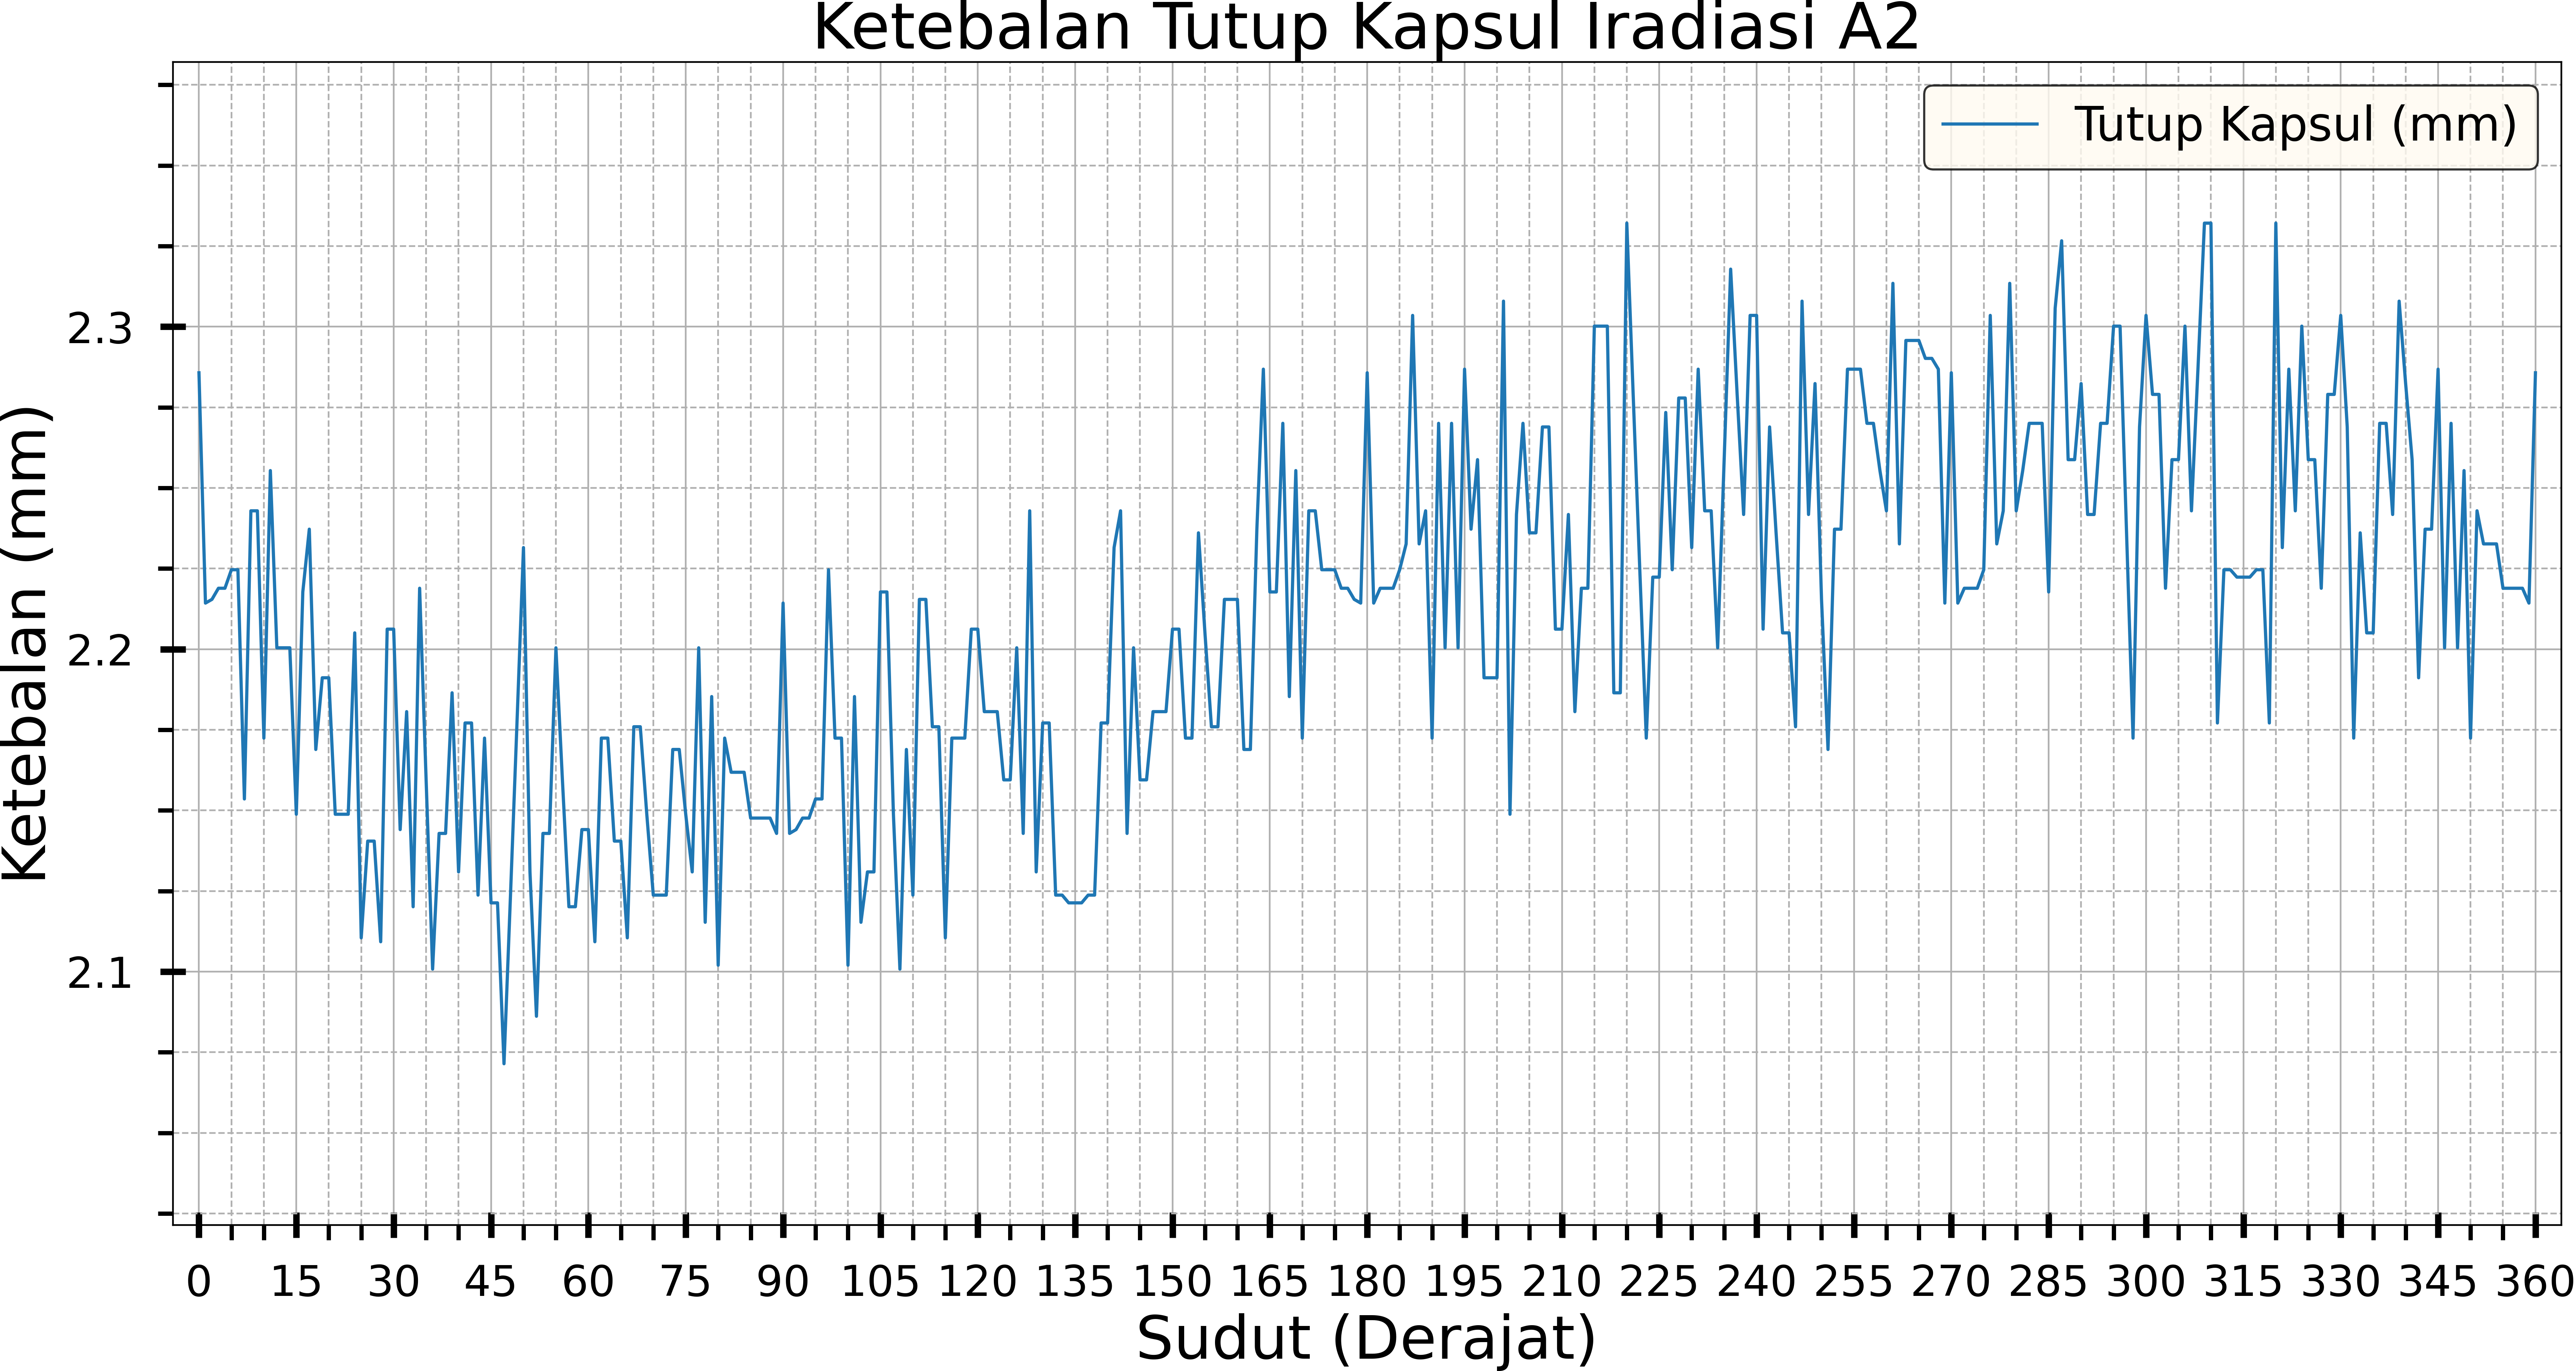 Ketebalan Tutup Kapsul Iradiasi A2
Tutup Kapsul (mm)
Ketebalan (mm)
2.3
2.2
2.1
0 15 30 45 60 75 90 105 120 135 150 165 180 195 210 225 240 255 270 285 300 315 330 345 360
Sudut (Derajat)